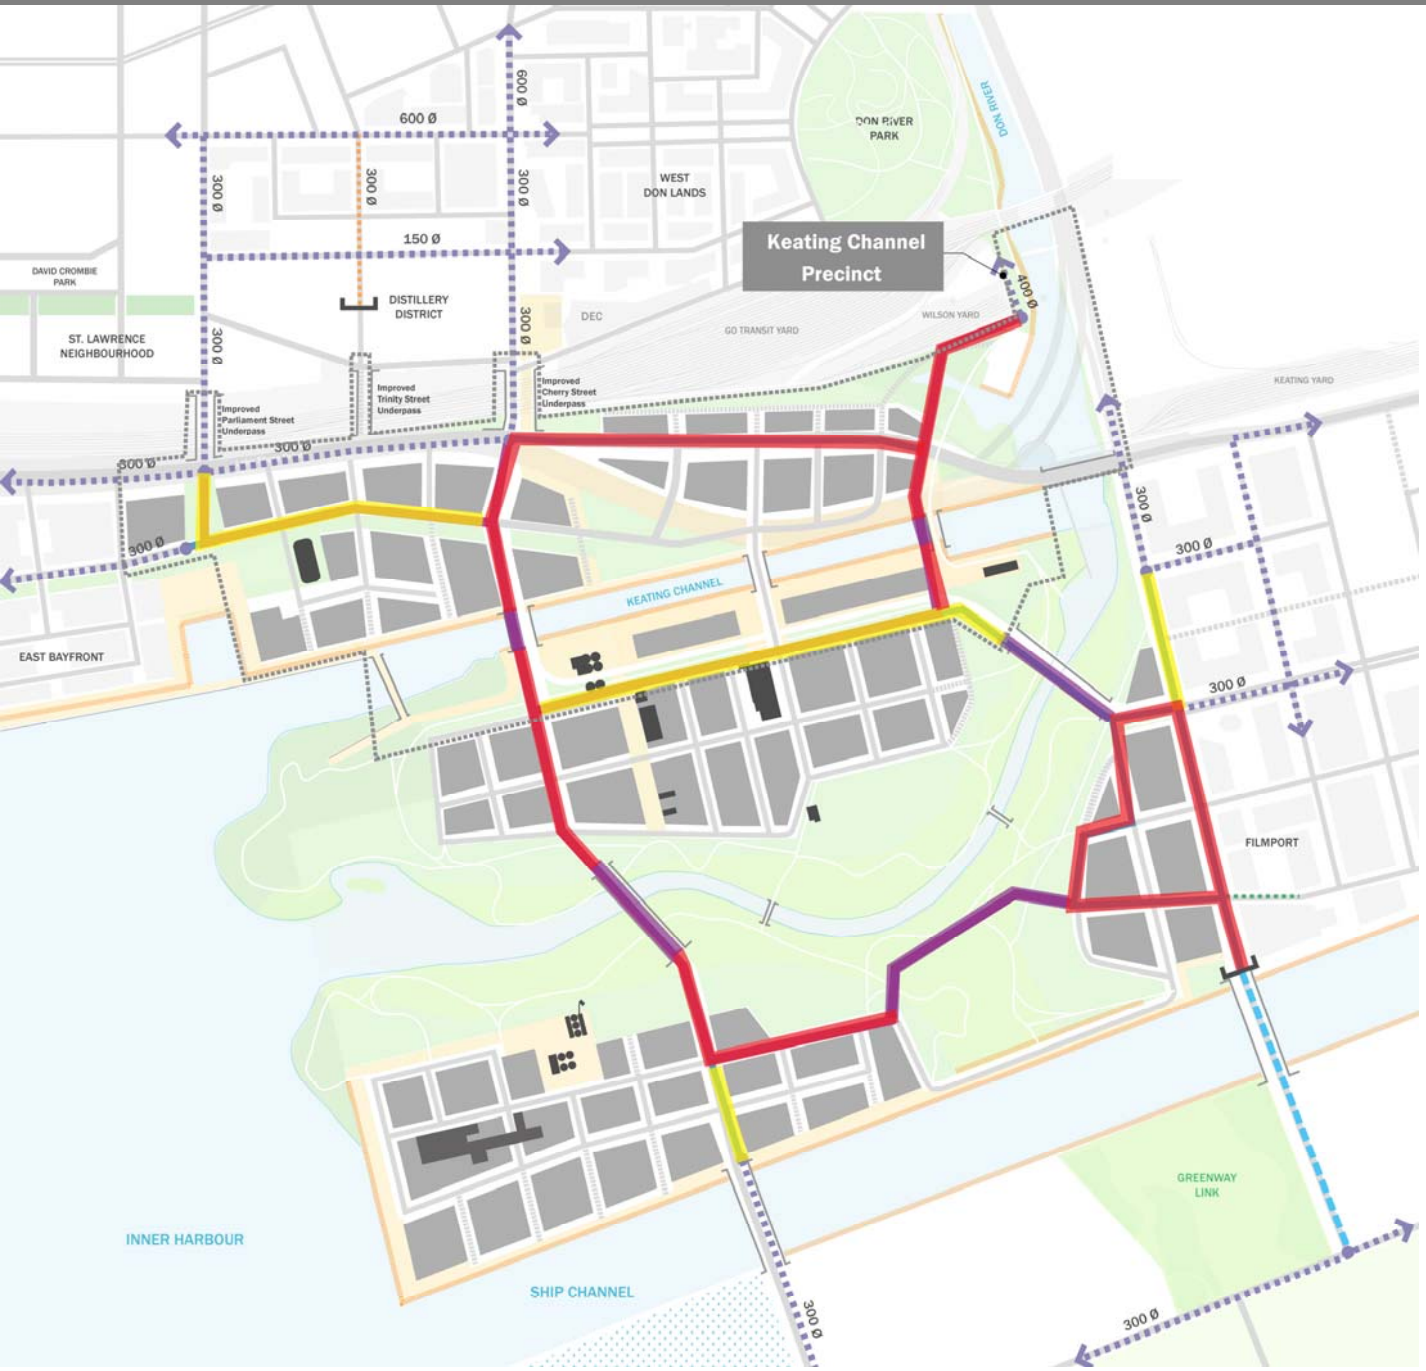 600 Ø
600 Ø
DON RIVER
DON RIVER
PARK
300 Ø
300 Ø
300 Ø
WEST
DON LANDS
150 Ø
Keating Channel
Precinct
DAVID CROMBIE
PARK
400 Ø
DISTILLERY
DISTRICT
300 Ø
DEC
GO TRANSIT YARD
WILSON YARD
ST. LAWRENCE
NEIGHBOURHOOD
300 Ø
KEATING YARD
Improved
Parliament Street
Underpass
Improved
Trinity Street
Underpass
Improved
Cherry Street
Underpass
300 Ø
300 Ø
300 Ø
300 Ø
300 Ø
KEATING CHANNEL
EAST BAYFRONT
300 Ø
FILMPORT
GREENWAY
LINK
INNER HARBOUR
SHIP CHANNEL
300 Ø
300 Ø